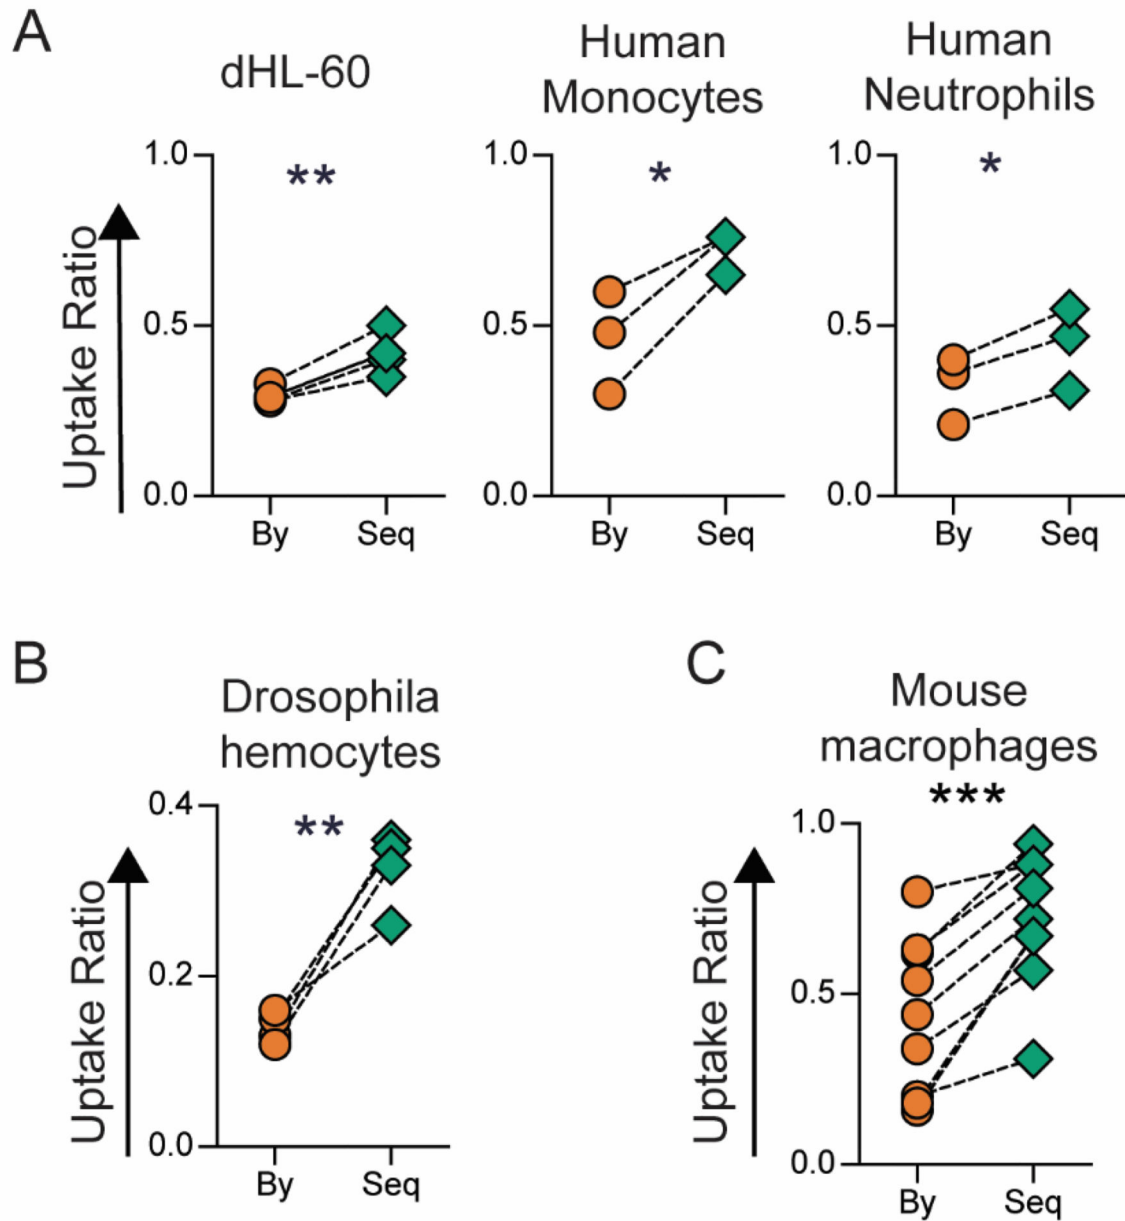 A
dHL-60
Human
Monocytes
Human
Neutrophils
Uptake Ratio
1.0
0.5
0.0
**
By
Seq
1.0
0.5
0.0
*
By
Seq
1.0
0.5
0.0
*
By
Seq
B
Drosophila
hemocytes
Uptake Ratio
0.4
0.2
0.0
**
By
Seq
C
Mouse
macrophages
***
Uptake Ratio
1.0
0.5
0.0
By
Seq